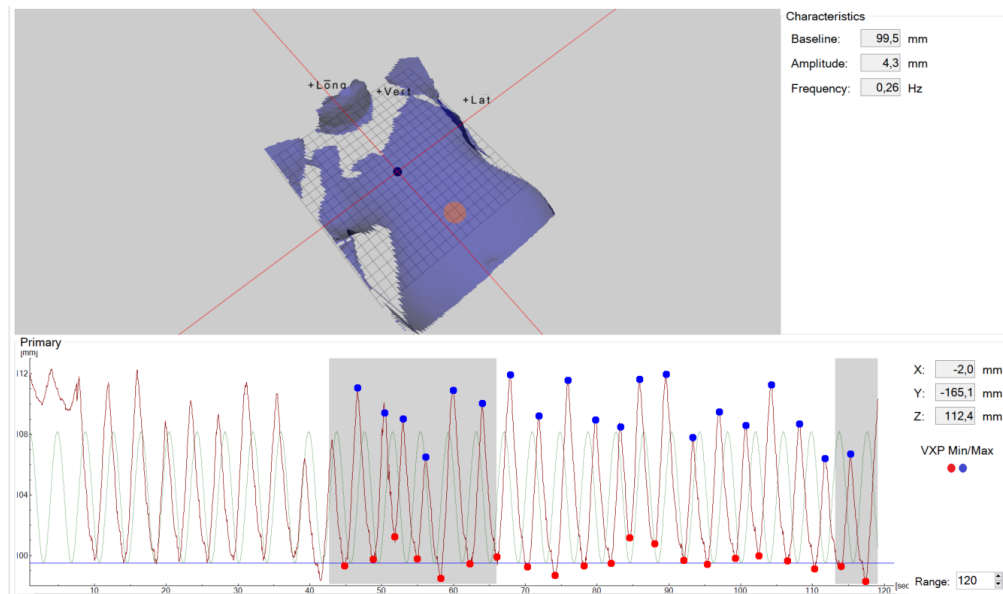 Characteristics
Baseline: 99,5 mm
Amplitude: 4,3 mm
Frequency: 0,26 Hz
+Long
+Vert
+Lat
Primary
[mm]
112
108
104
100
10 20 30 40 50 60 70 80 90 100 110 120
[sec
X: -2,0 mm
Y: -165,1 mm
Z: 112,4 mm
VXP Min/Max
Range: 120